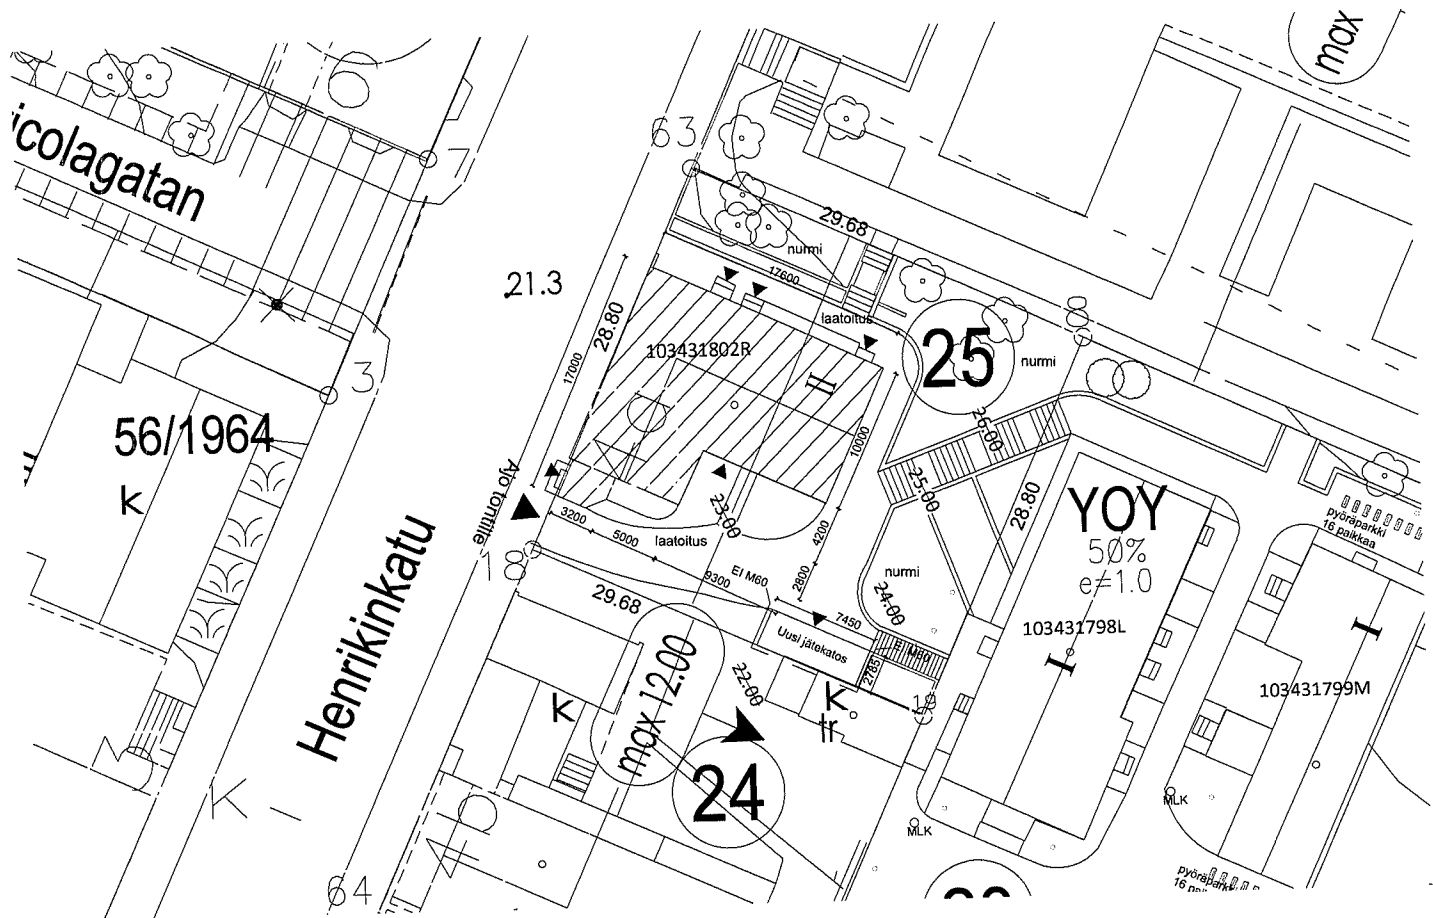 max
icolagatan
7
63
29.68
nurmi
17600
laatoitus
21.3
28.80
17000
103431802R
II
25
nurmi
8
3
56/1964
k
10000
26.00
25.00
28.80
YOY
50%
e=1.0
pyöräparkki
16 paikkaa
Ajo tontille
23.00
3200
5000
laatoitus
4200
2800
9300
EI M60
nurmi
24.00
18
29.68
7450
Uusi jätekatos
EI M60
2785
103431798L
I
I
103431799M
Henrikinkatu
max 12.00
22.00
k
k
tr
19
24
K
MLK
MLK
64
pyöräparkki